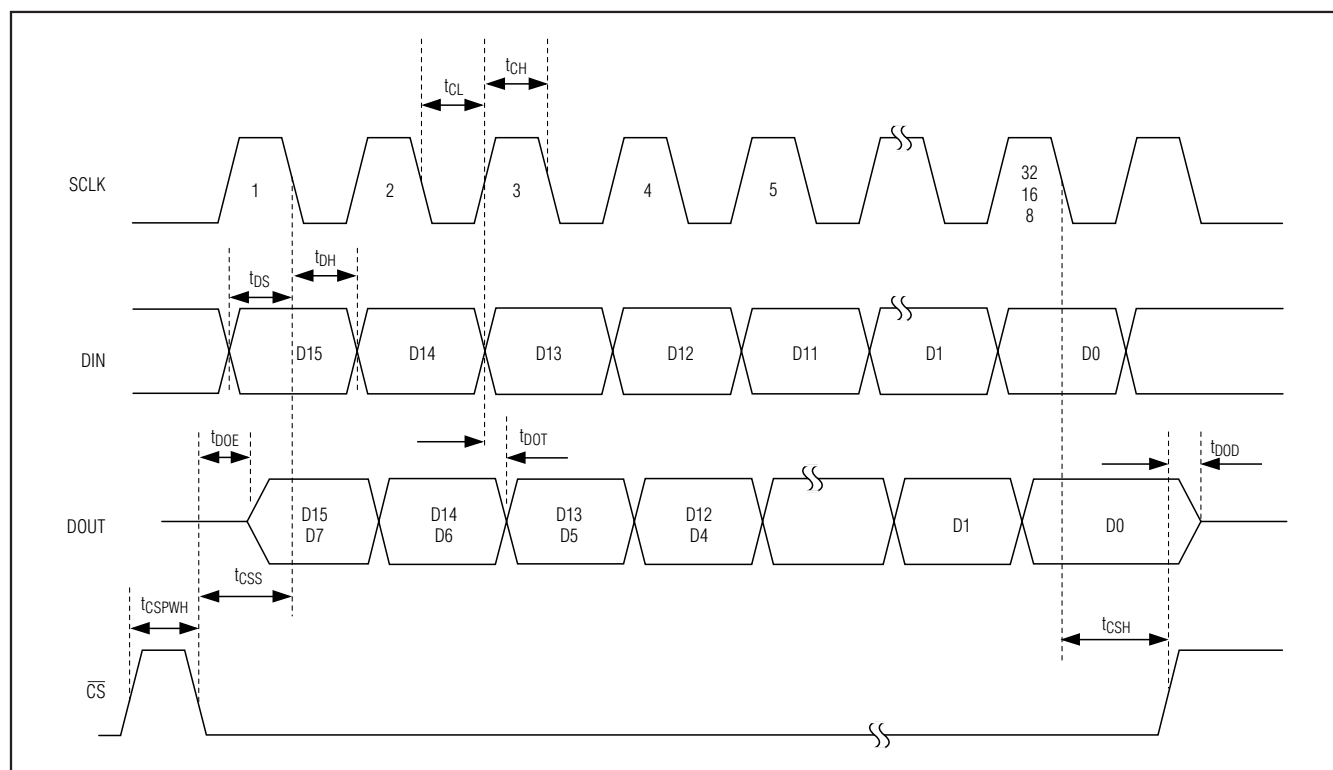 tCL
tCH
SCLK
1
2
3
4
5
32
16
8
tDS
tDH
DIN
D15
D14
D13
D12
D11
D1
D0
tDOE
tDOT
tDOD
DOUT
D15
D7
D14
D6
D13
D5
D12
D4
D1
D0
tCSS
tCSPWH
tCSH
CS